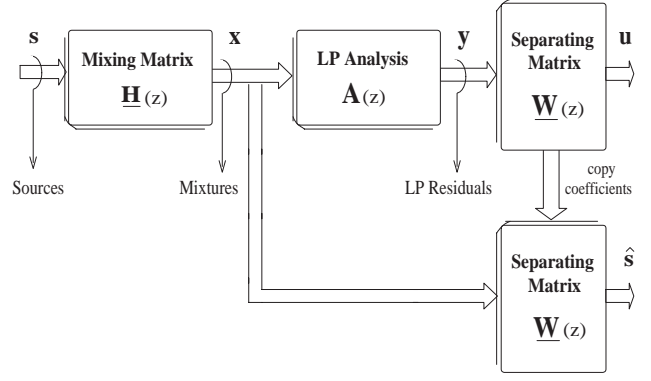 s
Mixing Matrix
H (z)
x
LP Analysis
A(z)
y
Separating
Matrix
W (z)
u
Sources
Mixtures
LP Residuals
copy
coefficients
Separating
Matrix
W (z)
ŝ